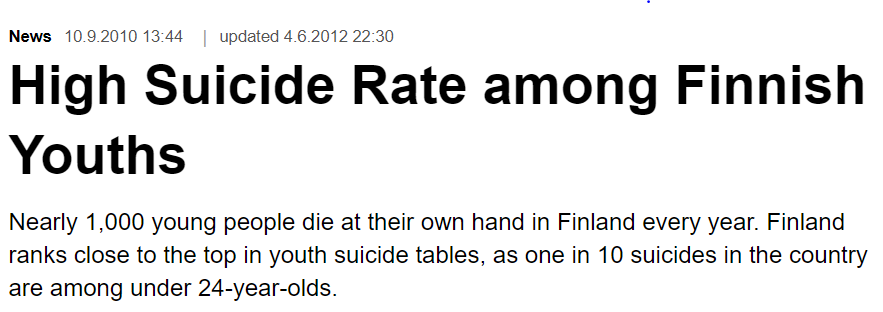 News 10.9.2010 13:44 | updated 4.6.2012 22:30
High Suicide Rate among Finnish
Youths
Nearly 1,000 young people die at their own hand in Finland every year. Finland
ranks close to the top in youth suicide tables, as one in 10 suicides in the country
are among under 24-year-olds.